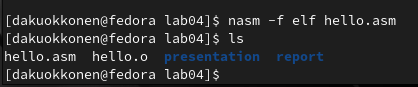 [dakuokkonen@fedora lab04]$ nasm -f elf hello.asm
[dakuokkonen@fedora lab04]$ ls
hello.asm  hello.o  presentation  report
[dakuokkonen@fedora lab04]$